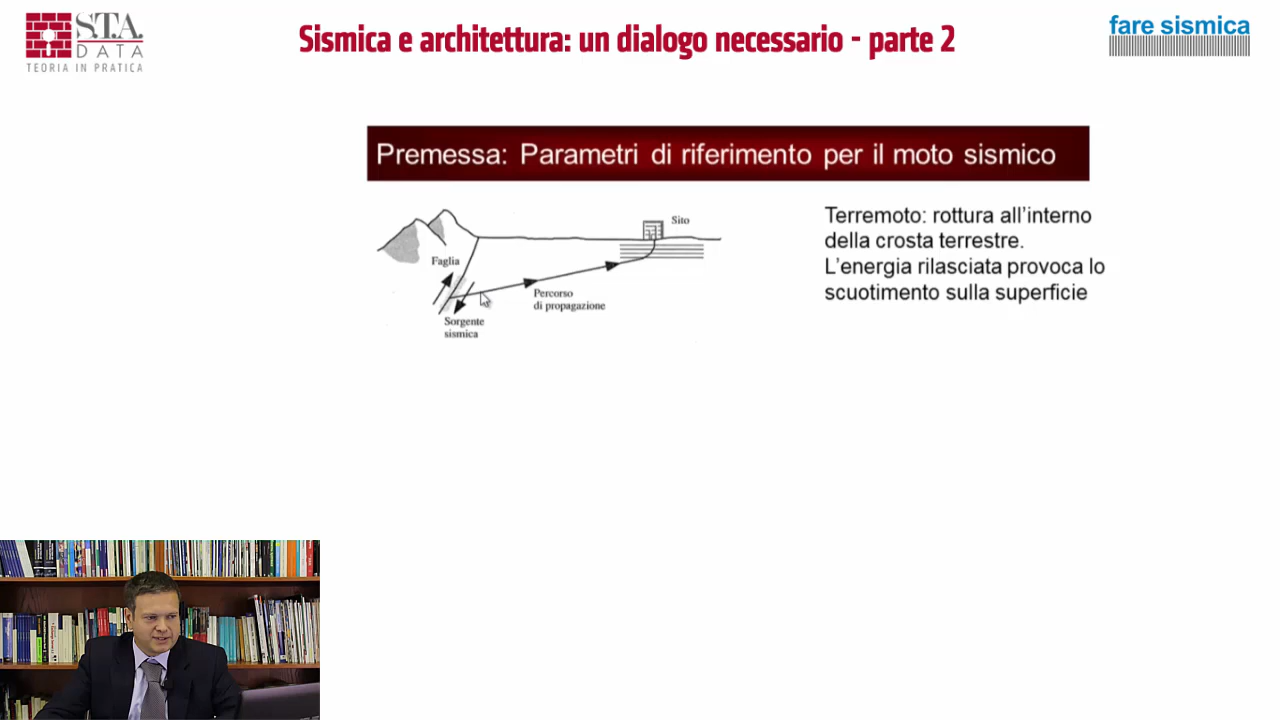 S.T.A.
DATA
TEORIA IN PRATICA
Sismica e architettura: un dialogo necessario - parte 2
fare sismica
Premessa: Parametri di riferimento per il moto sismico
Sito
Faglia
Percorso
di propagazione
Sorgente
sismica
Terremoto: rottura all'interno
della crosta terrestre.
L'energia rilasciata provoca lo
scuotimento sulla superficie